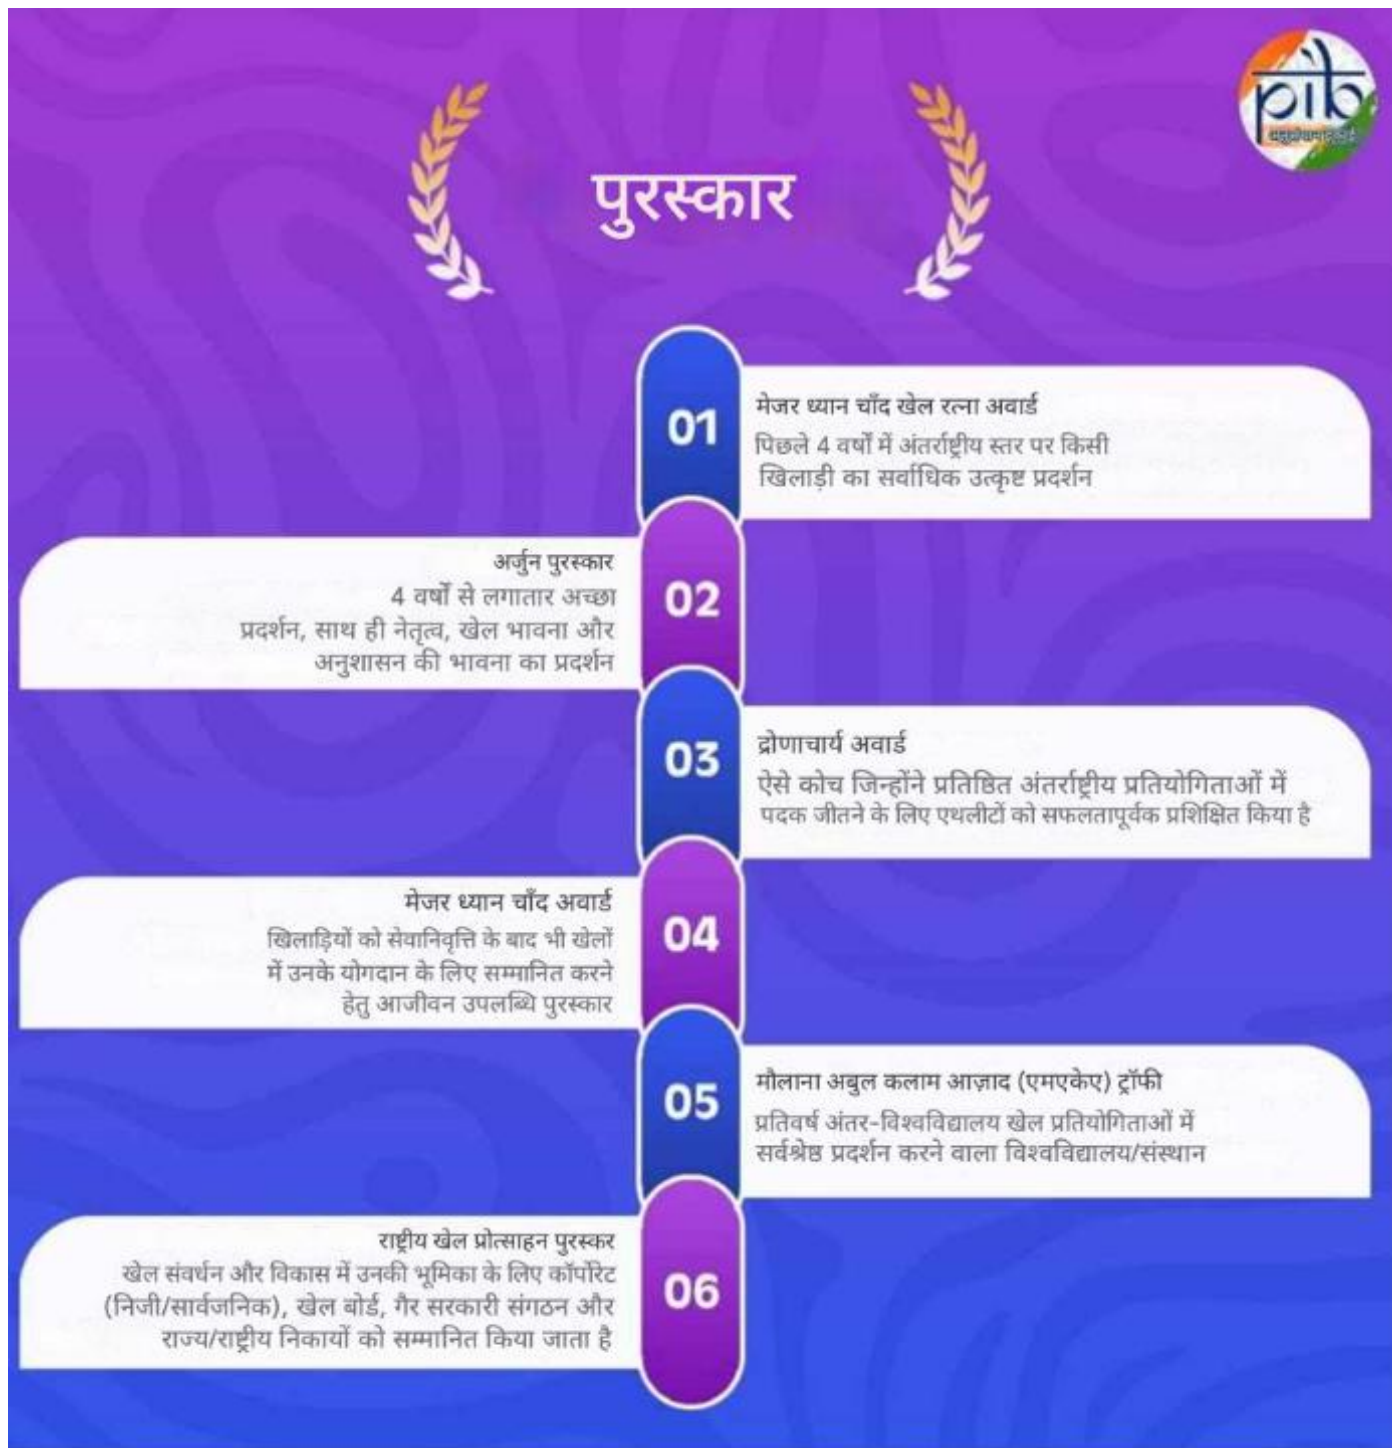 pib
पुरस्कार
01
मेजर ध्यान चाँद खेल रत्ना अवार्ड
पिछले 4 वर्षों में अंतर्राष्ट्रीय स्तर पर किसी
खिलाड़ी का सर्वाधिक उत्कृष्ट प्रदर्शन
02
अर्जुन पुरस्कार
4 वर्षों से लगातार अच्छा
प्रदर्शन, साथ ही नेतृत्व, खेल भावना और
अनुशासन की भावना का प्रदर्शन
03
द्रोणाचार्य अवार्ड
ऐसे कोच जिन्होंने प्रतिष्ठित अंतर्राष्ट्रीय प्रतियोगिताओं में
पदक जीतने के लिए एथलीटों को सफलतापूर्वक प्रशिक्षित किया है
04
मेजर ध्यान चाँद अवार्ड
खिलाड़ियों को सेवानिवृत्ति के बाद भी खेलों
में उनके योगदान के लिए सम्मानित करने
हेतु आजीवन उपलब्धि पुरस्कार
05
मौलाना अबुल कलाम आज़ाद (एमएकेए) ट्रॉफी
प्रतिवर्ष अंतर-विश्वविद्यालय खेल प्रतियोगिताओं में
सर्वश्रेष्ठ प्रदर्शन करने वाला विश्वविद्यालय/संस्थान
06
राष्ट्रीय खेल प्रोत्साहन पुरस्कर
खेल संवर्धन और विकास में उनकी भूमिका के लिए कॉर्पोरेट
(निजी/सार्वजनिक), खेल बोर्ड, गैर सरकारी संगठन और
राज्य/राष्ट्रीय निकायों को सम्मानित किया जाता है